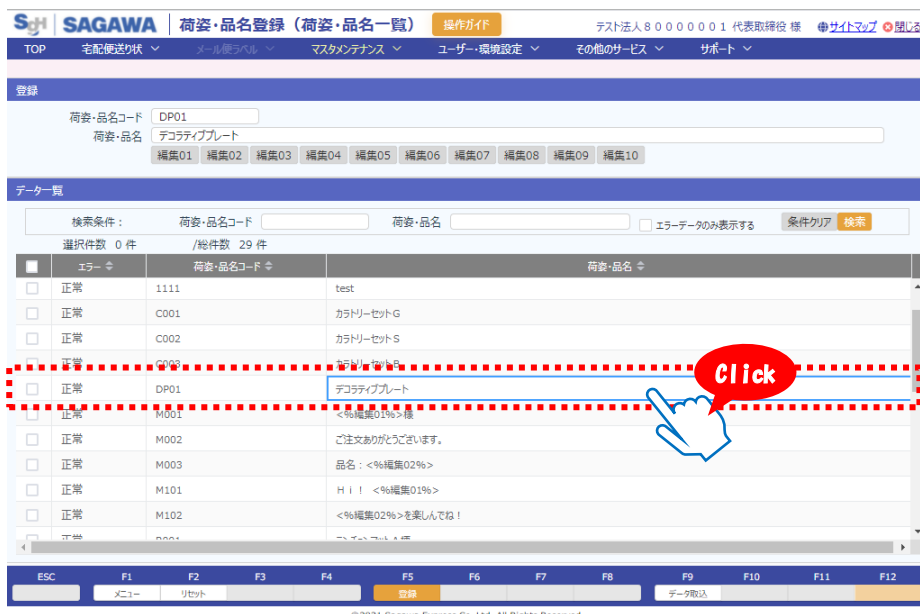 SGH SAGAWA 荷姿・品名登録（荷姿・品名一覧） 操作ガイド テスト法人８００００００１ 代表取締役 様 サイトマップ 閉じる
TOP 宅配便送り状 メール便ラベル マスタメンテナンス ユーザー・環境設定 その他のサービス サポート
登録
荷姿・品名コード DP01
荷姿・品名 デコラティブプレート
編集01 編集02 編集03 編集04 編集05 編集06 編集07 編集08 編集09 編集10
データ一覧
検索条件： 荷姿・品名コード 荷姿・品名 エラーデータのみ表示する 条件クリア 検索
選択件数 0 件 /総件数 29 件
エラー 荷姿・品名コード 荷姿・品名
正常 1111 test
正常 C001 カラトリーセットG
正常 C002 カラトリーセットS
正常 C003 カラトリーセットB
Click
正常 DP01 デコラティブプレート
正常 M001 <%編集01%>様
正常 M002 ご注文ありがとうございます。
正常 M003 品名：<%編集02%>
正常 M101 Ｈｉ！ <%編集01%>
正常 M102 <%編集02%>を楽しんでね！
正常
ESC F1 F2 F3 F4 F5 F6 F7 F8 F9 F10 F11 F12
メニュー リセット 登録 データ取込